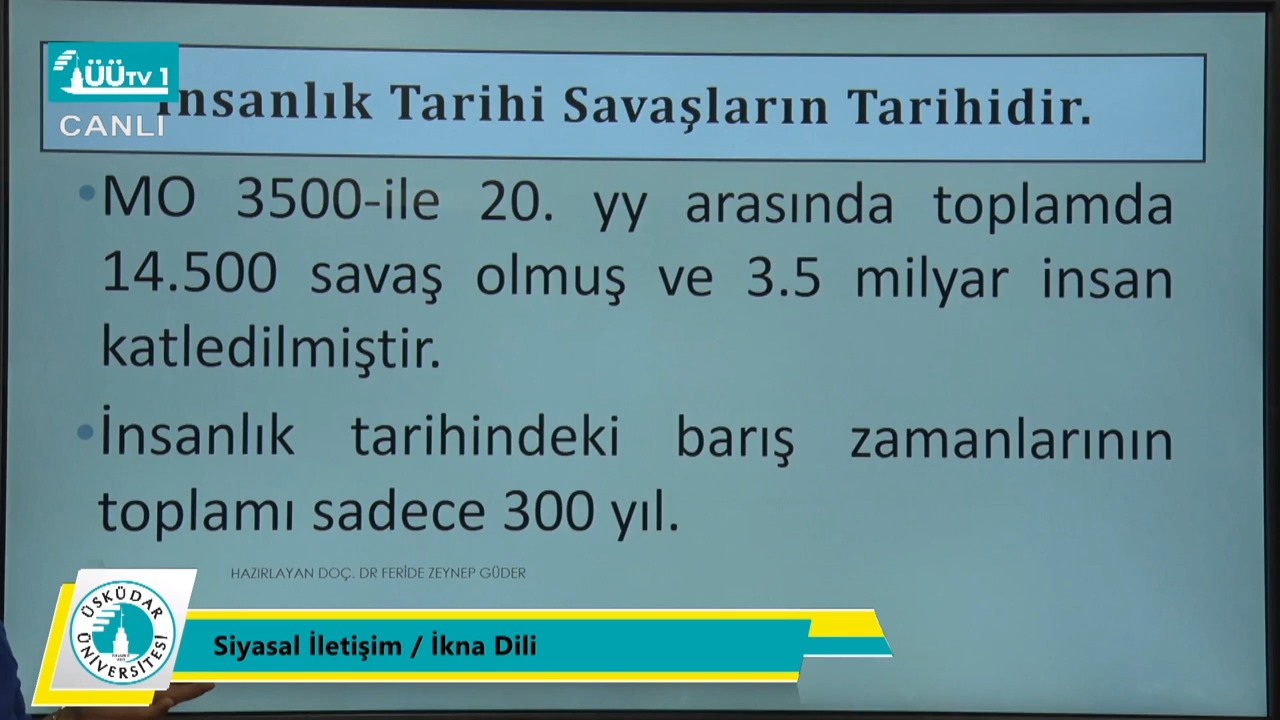 ÜÜTV 1
CANLI
İnsanlık Tarihi Savaşların Tarihidir.
•MO 3500-ile 20. yy arasında toplamda
14.500 savaş olmuş ve 3.5 milyar insan
katledilmiştir.
•İnsanlık tarihindeki barış zamanlarının
toplamı sadece 300 yıl.
HAZIRLAYAN DOÇ. DR FERİDE ZEYNEP GÜDER
ÜSKÜDAR
ÜNİVERSİTESİ
Siyasal İletişim / İkna Dili